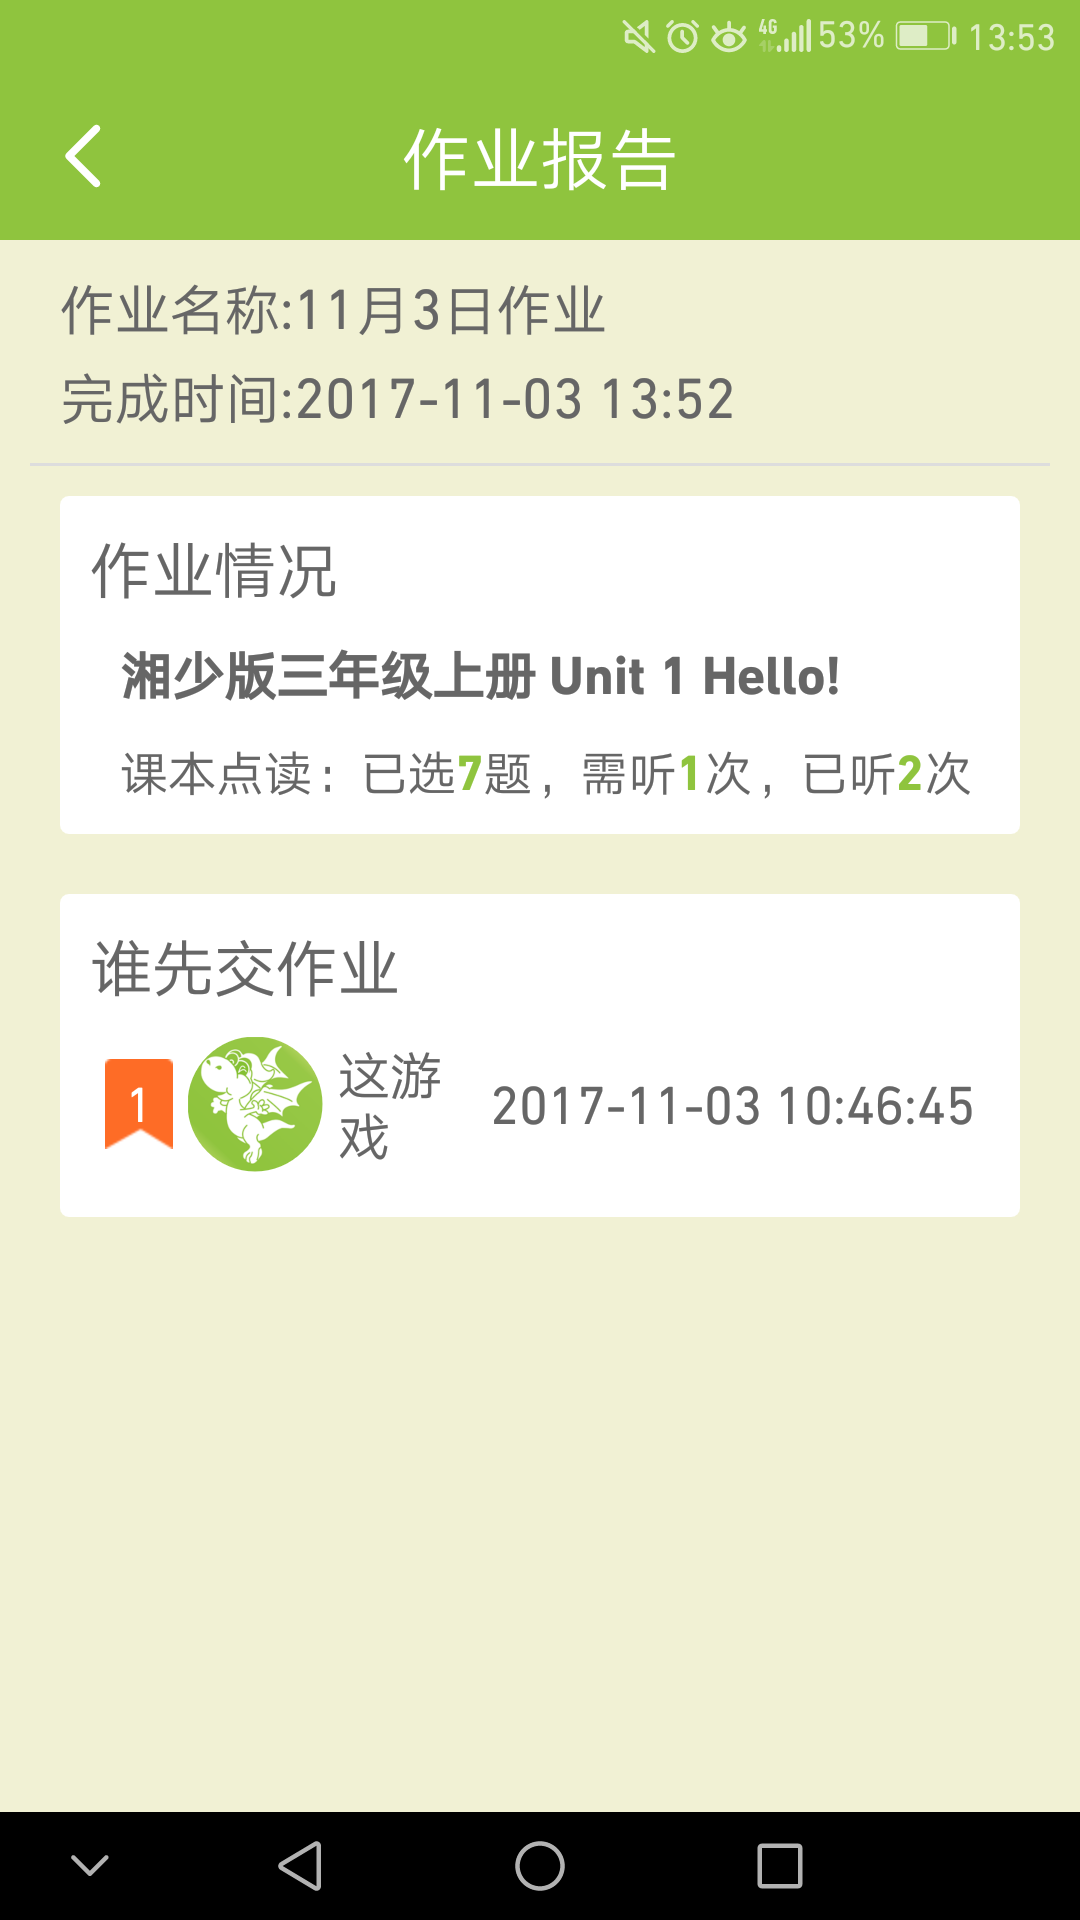 4G 53% 13:53
作业报告
作业名称:11月3日作业
完成时间:2017-11-03 13:52
作业情况
湘少版三年级上册 Unit 1 Hello!
课本点读：已选7题，需听1次，已听2次
谁先交作业
1 这游戏 2017-11-03 10:46:45